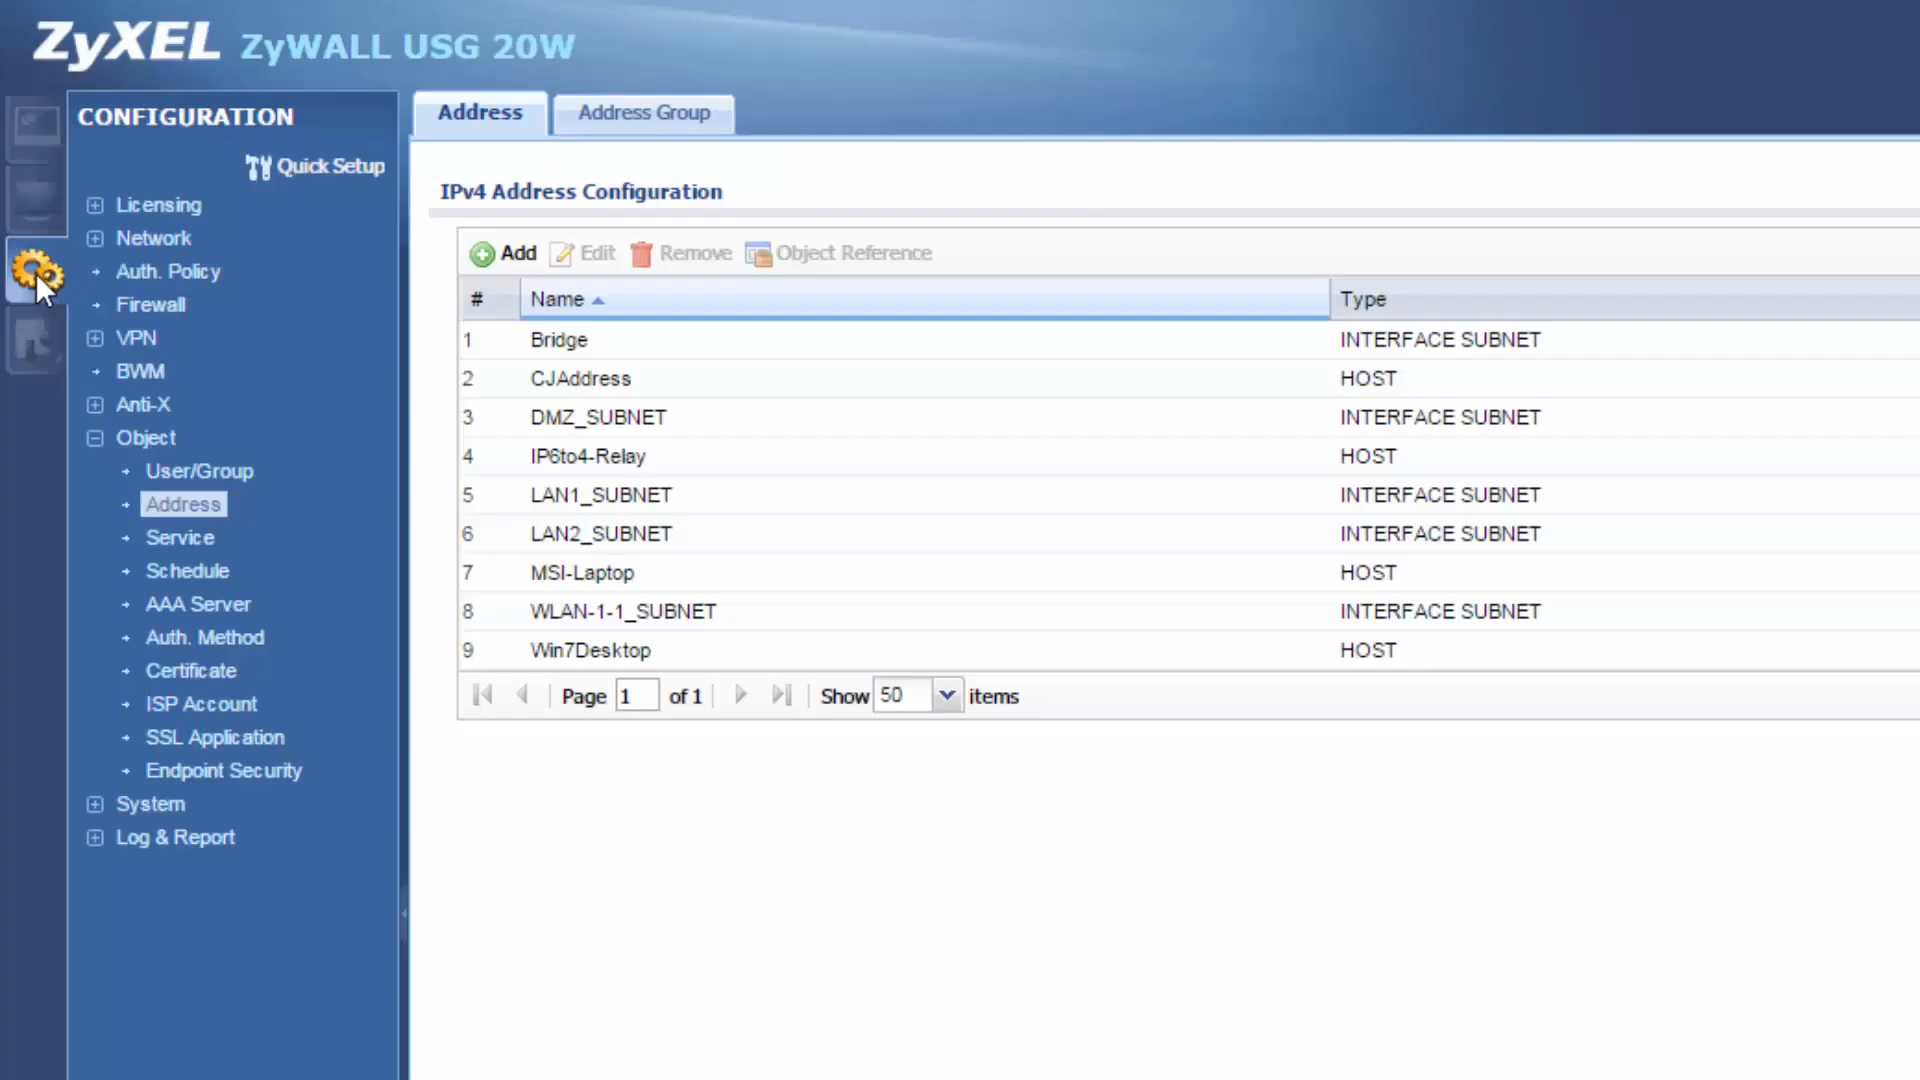 ZyXEL ZyWALL USG 20W
CONFIGURATION
Quick Setup
Licensing
Network
Auth. Policy
Firewall
VPN
BWM
Anti-X
Object
User/Group
Address
Service
Schedule
AAA Server
Auth. Method
Certificate
ISP Account
SSL Application
Endpoint Security
System
Log & Report
Address Address Group
IPv4 Address Configuration
Add Edit Remove Object Reference
# Name Type
1 Bridge INTERFACE SUBNET
2 CJAddress HOST
3 DMZ_SUBNET INTERFACE SUBNET
4 IP6to4-Relay HOST
5 LAN1_SUBNET INTERFACE SUBNET
6 LAN2_SUBNET INTERFACE SUBNET
7 MSI-Laptop HOST
8 WLAN-1-1_SUBNET INTERFACE SUBNET
9 Win7Desktop HOST
Page 1 of 1 Show 50 items